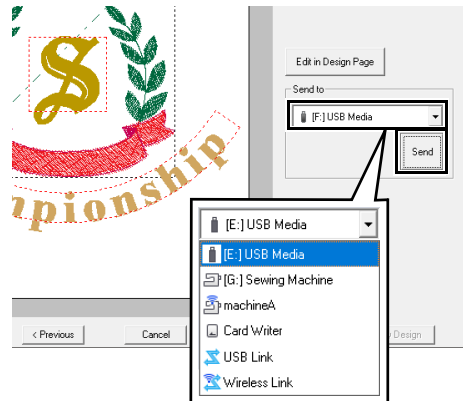 S
npionship
Edit in Design Page
Send to
[F:] USB Media
Send
[E:] USB Media
[E:] USB Media
[G:] Sewing Machine
machineA
Card Writer
USB Link
Wireless Link
< Previous
Cancel
Design